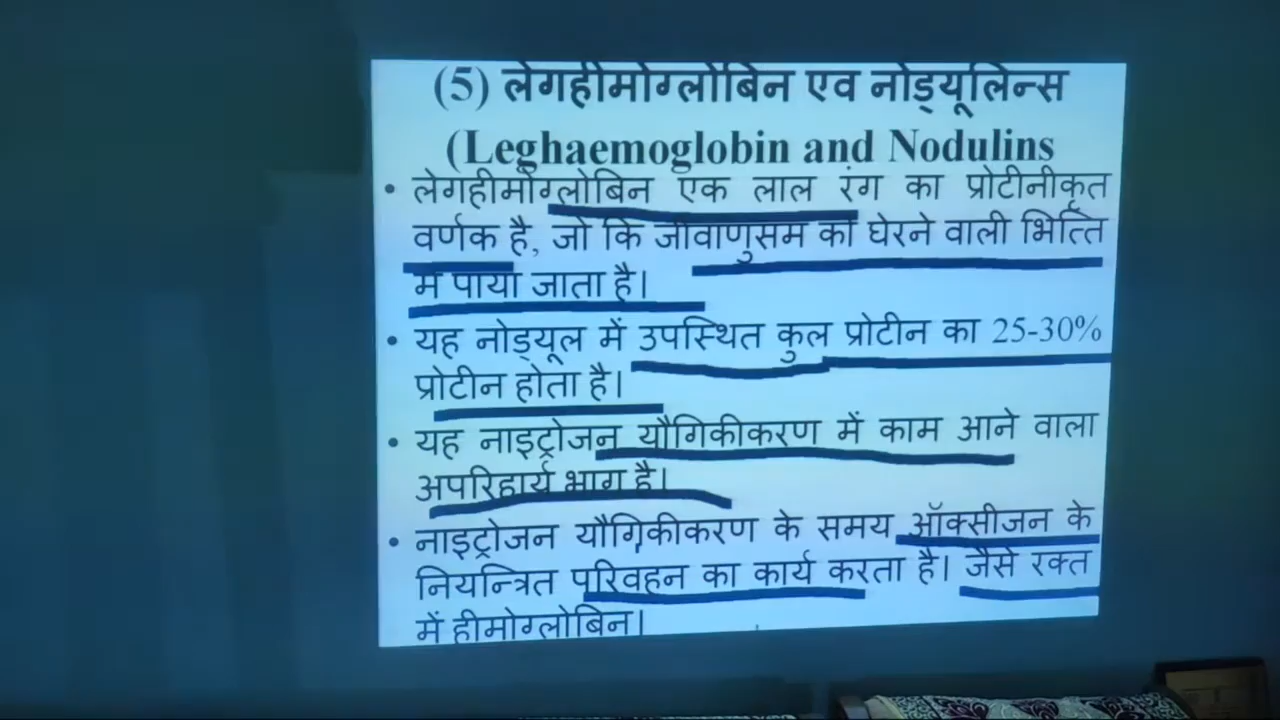 (5) लेगहीमोग्लोबिन एव नोड्यूलिन्स
(Leghaemoglobin and Nodulins
• लेगहीमोग्लोबिन एक लाल रंग का प्रोटीनीकृत
वर्णक है, जो कि जीवाणुसम को घेरने वाली भित्ति
में पाया जाता है।
• यह नोड्यूल में उपस्थित कुल प्रोटीन का 25-30%
प्रोटीन होता है।
• यह नाइट्रोजन यौगिकीकरण में काम आने वाला
अपरिहार्य भाग है।
• नाइट्रोजन यौगिकीकरण के समय ऑक्सीजन के
नियन्त्रित परिवहन का कार्य करता है। जैसे रक्त
में हीमोग्लोबिन।